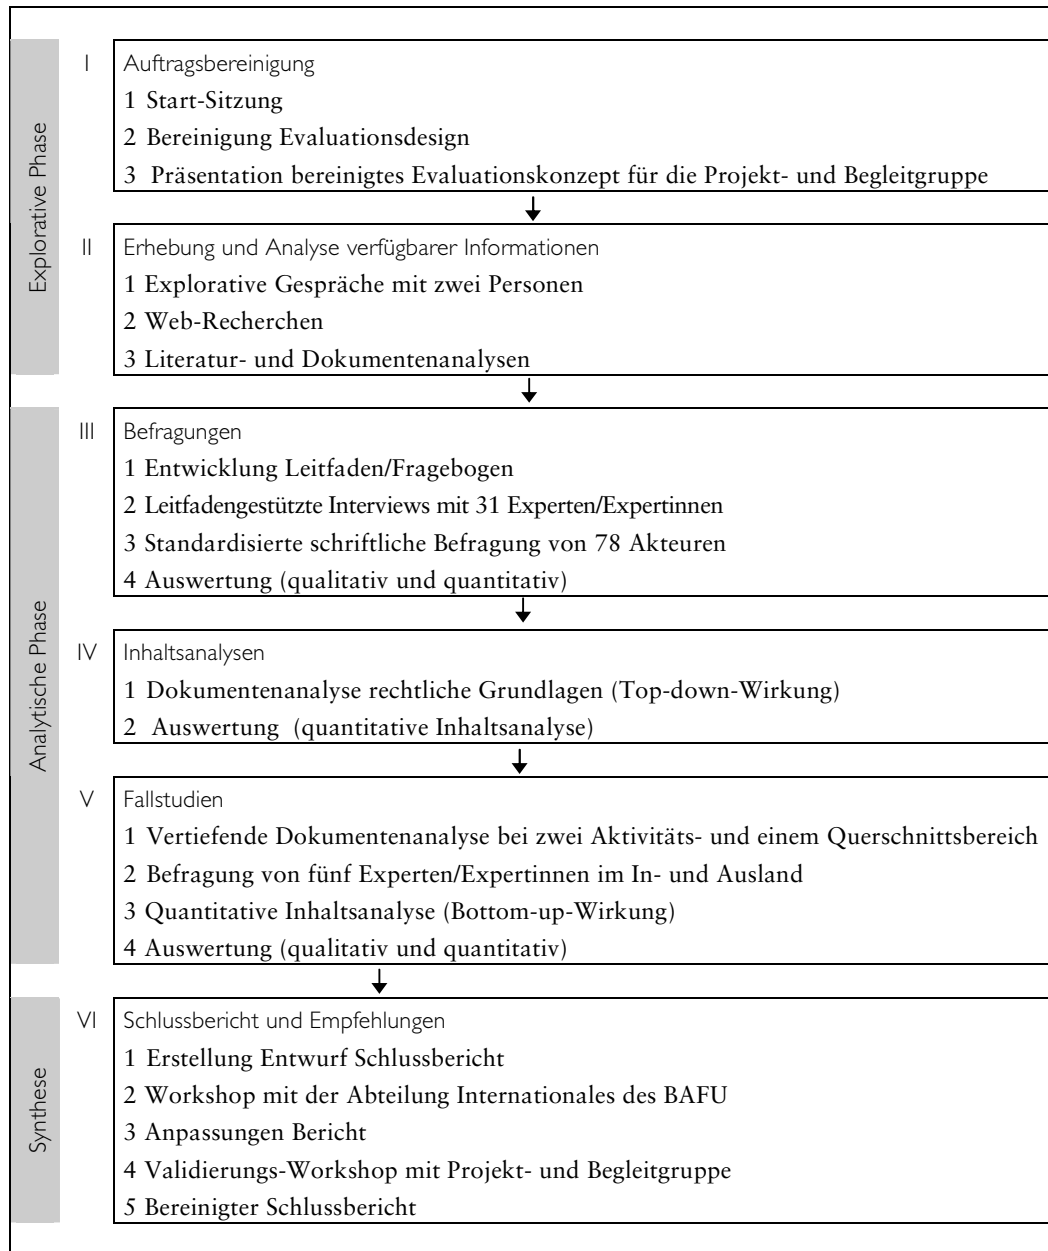 Explorative Phase
I Auftragsbereinigung
1 Start-Sitzung
2 Bereinigung Evaluationsdesign
3 Präsentation bereinigtes Evaluationskonzept für die Projekt- und Begleitgruppe
II Erhebung und Analyse verfügbarer Informationen
1 Explorative Gespräche mit zwei Personen
2 Web-Recherchen
3 Literatur- und Dokumentenanalysen
Analytische Phase
III Befragungen
1 Entwicklung Leitfaden/Fragebogen
2 Leitfadengestützte Interviews mit 31 Experten/Expertinnen
3 Standardisierte schriftliche Befragung von 78 Akteuren
4 Auswertung (qualitativ und quantitativ)
IV Inhaltsanalysen
1 Dokumentenanalyse rechtliche Grundlagen (Top-down-Wirkung)
2 Auswertung (quantitative Inhaltsanalyse)
V Fallstudien
1 Vertiefende Dokumentenanalyse bei zwei Aktivitäts- und einem Querschnittsbereich
2 Befragung von fünf Experten/Expertinnen im In- und Ausland
3 Quantitative Inhaltsanalyse (Bottom-up-Wirkung)
4 Auswertung (qualitativ und quantitativ)
Synthese
VI Schlussbericht und Empfehlungen
1 Erstellung Entwurf Schlussbericht
2 Workshop mit der Abteilung Internationales des BAFU
3 Anpassungen Bericht
4 Validierungs-Workshop mit Projekt- und Begleitgruppe
5 Bereinigter Schlussbericht